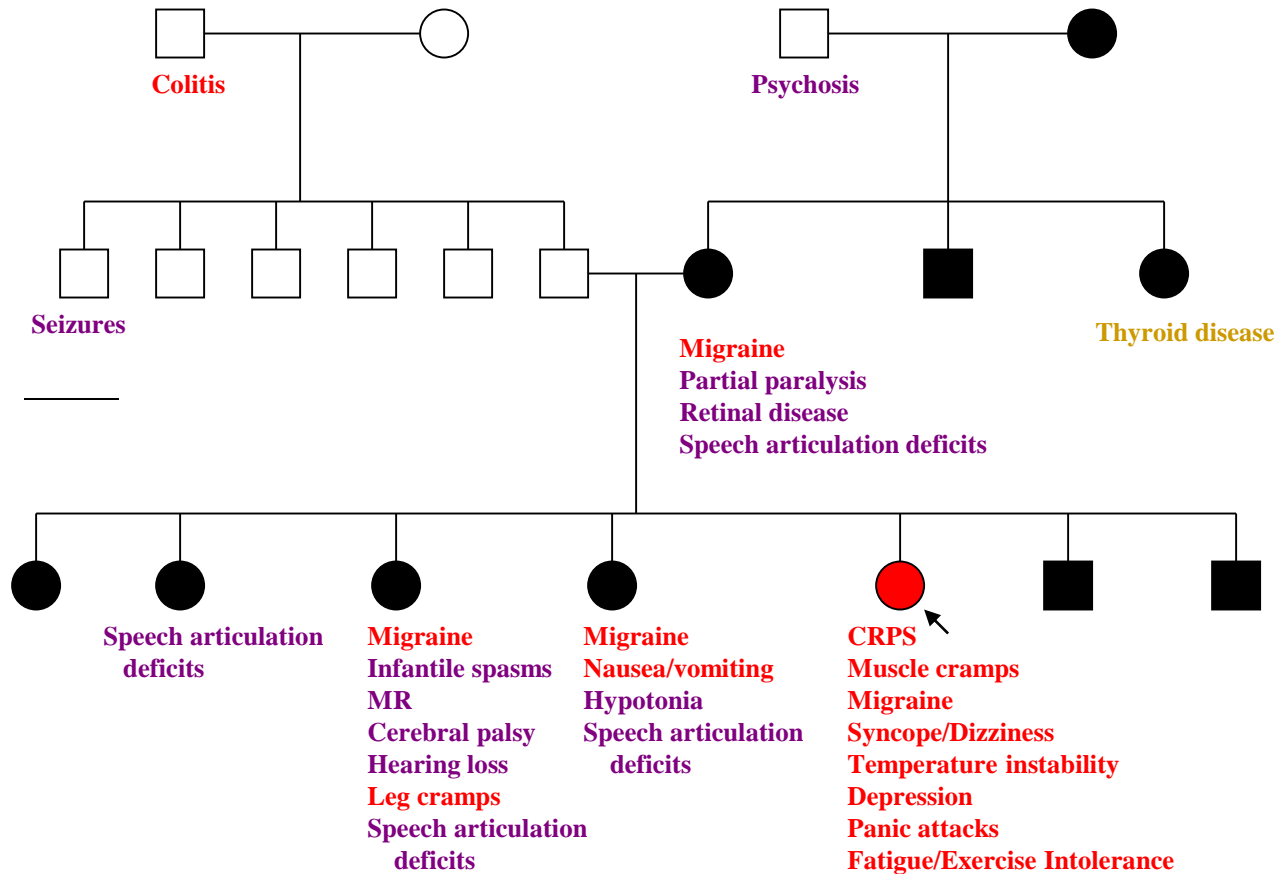 Colitis
Psychosis
Seizures
Migraine
Partial paralysis
Retinal disease
Speech articulation deficits
Thyroid disease
Speech articulation
deficits
Migraine
Infantile spasms
MR
Cerebral palsy
Hearing loss
Leg cramps
Speech articulation
deficits
Migraine
Nausea/vomiting
Hypotonia
Speech articulation
deficits
CRPS
Muscle cramps
Migraine
Syncope/Dizziness
Temperature instability
Depression
Panic attacks
Fatigue/Exercise Intolerance